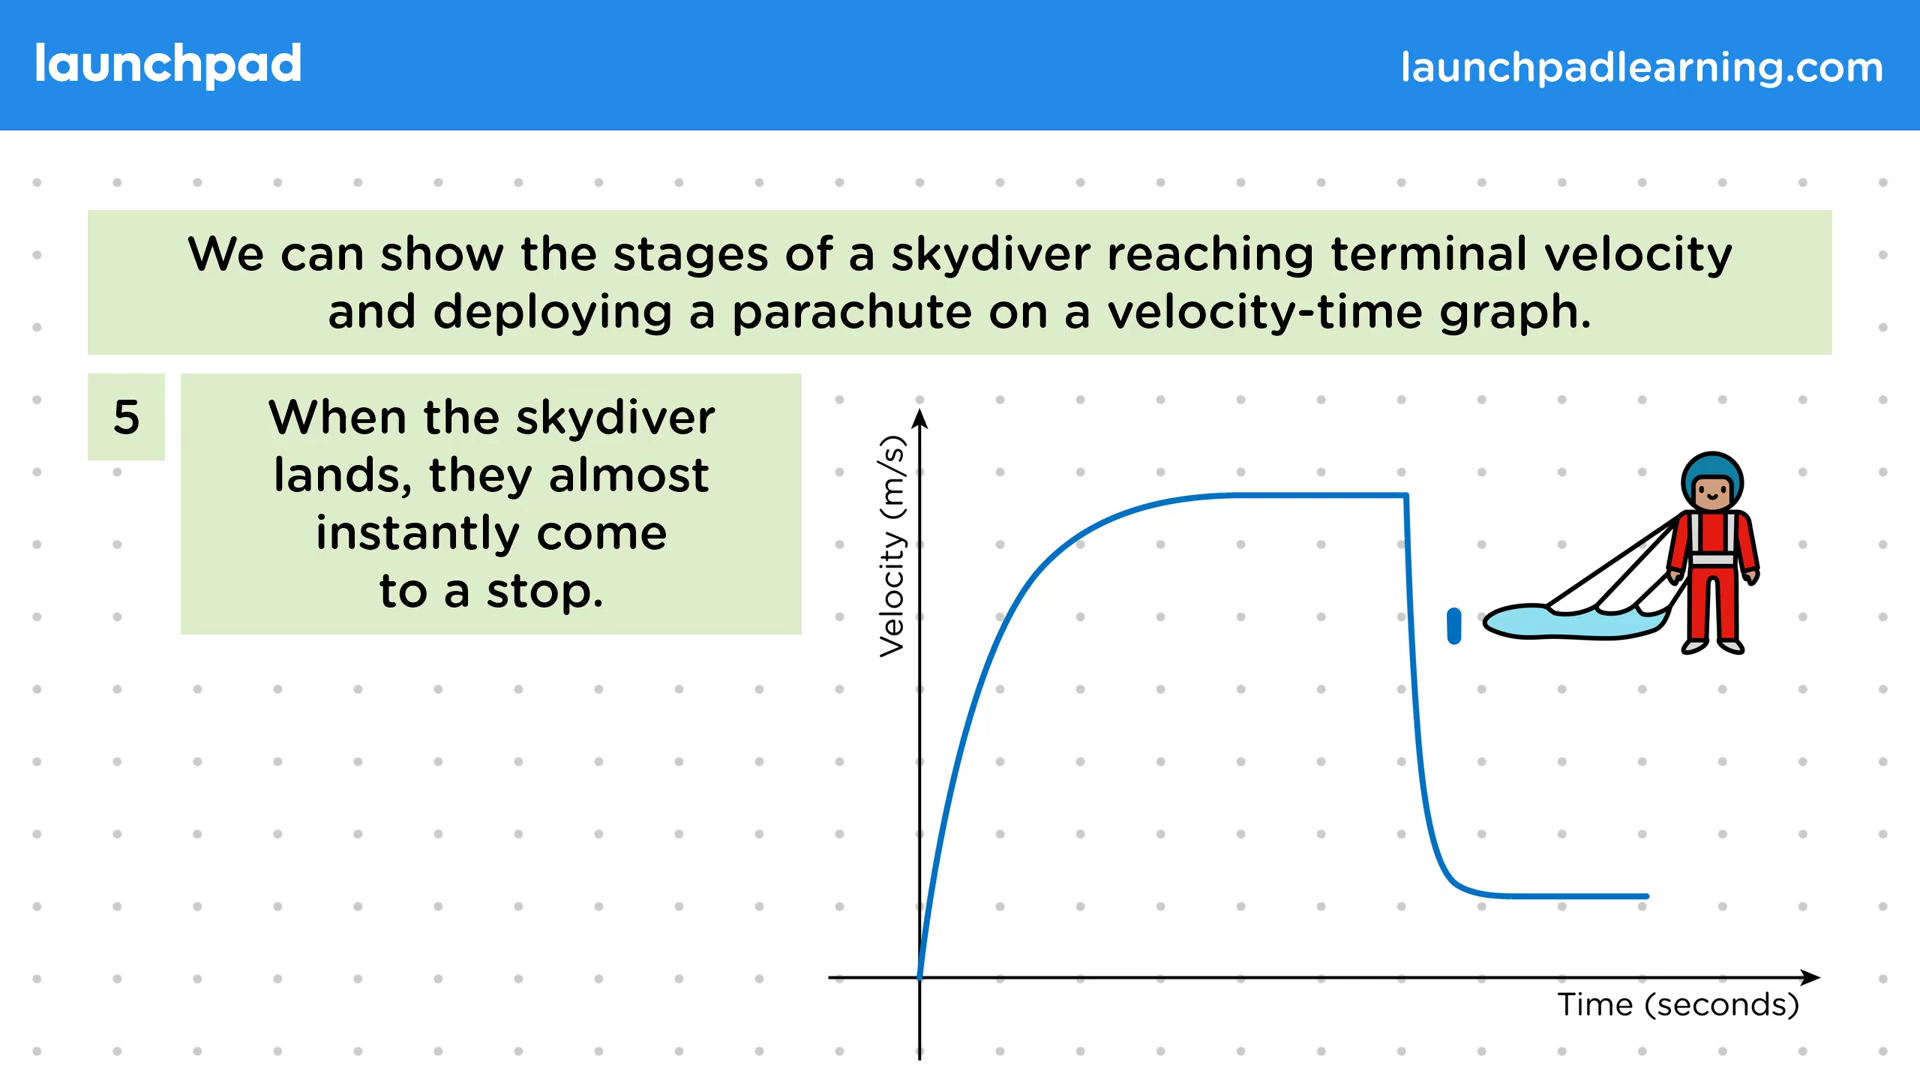 launchpad
launchpadlearning.com
We can show the stages of a skydiver reaching terminal velocity
and deploying a parachute on a velocity-time graph.
5
When the skydiver
lands, they almost
instantly come
to a stop.
Velocity (m/s)
Time (seconds)